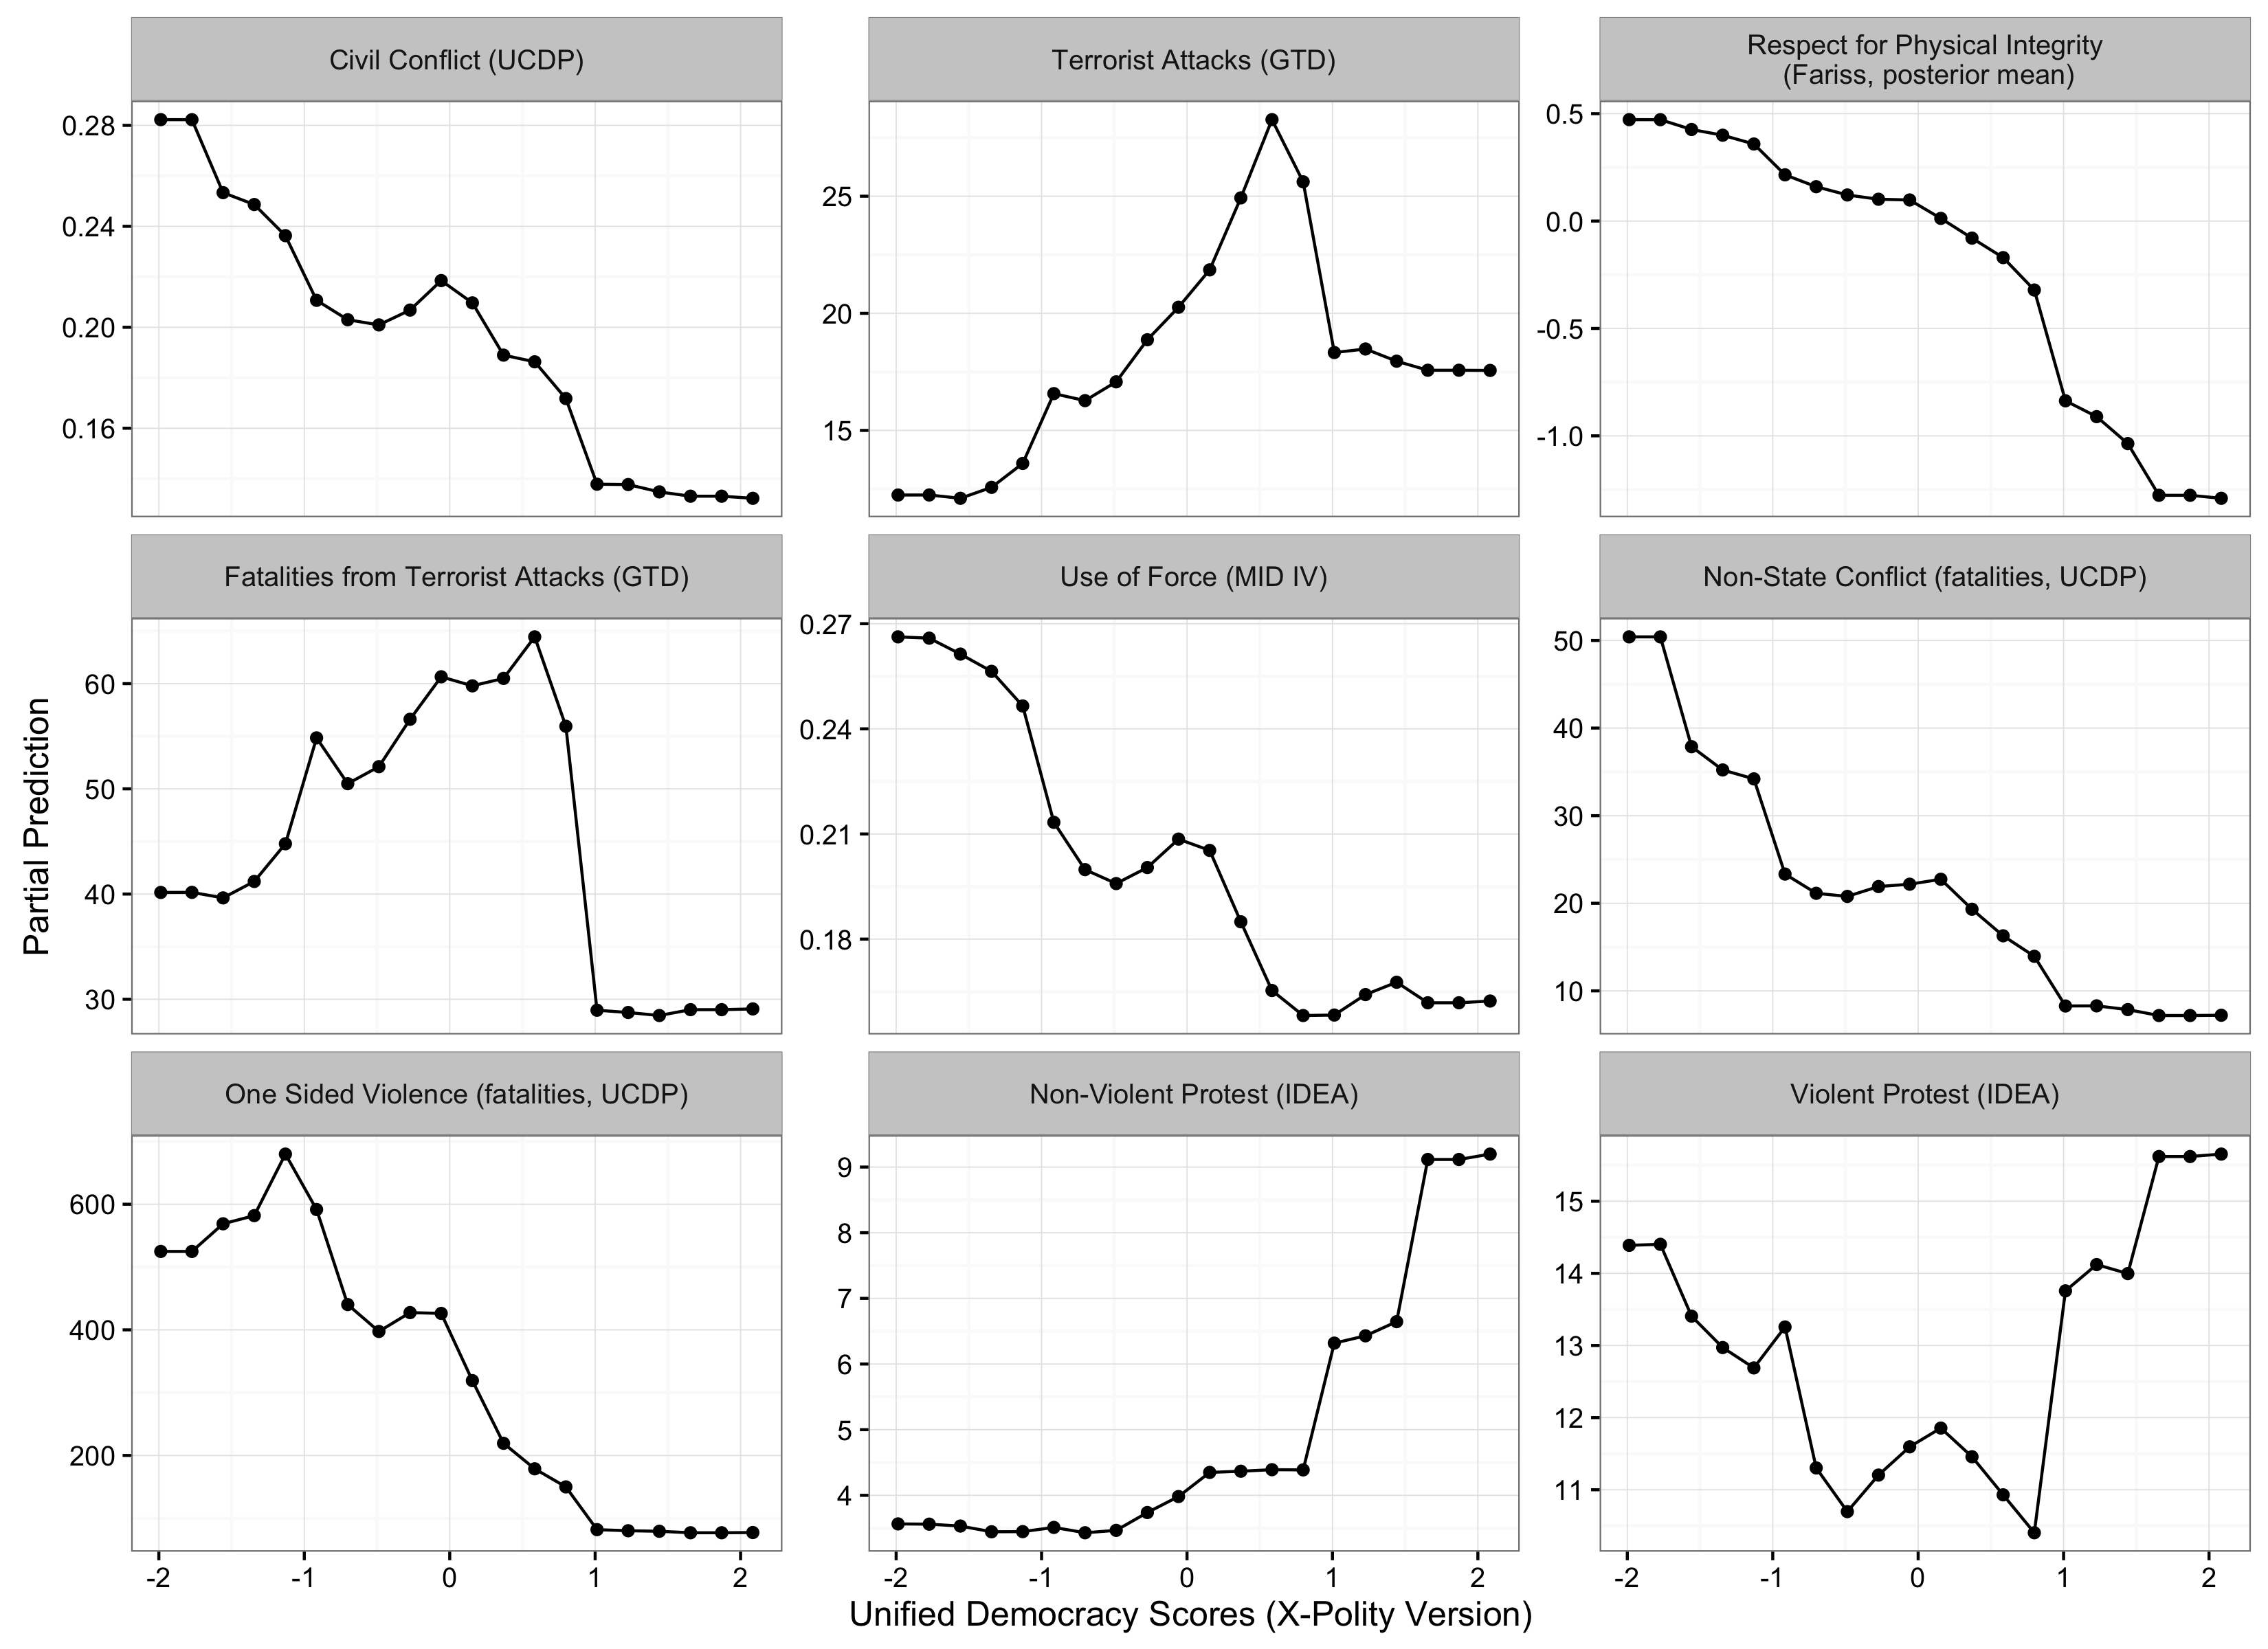 Civil Conflict (UCDP)
Terrorist Attacks (GTD)
Respect for Physical Integrity
(Fariss, posterior mean)
0.28
0.24
0.20
0.16
25
20
15
0.5
0.0
-0.5
-1.0
Fatalities from Terrorist Attacks (GTD)
Use of Force (MID IV)
Non-State Conflict (fatalities, UCDP)
60
50
40
30
0.27
0.24
0.21
0.18
50
40
30
20
10
Partial Prediction
One Sided Violence (fatalities, UCDP)
Non-Violent Protest (IDEA)
Violent Protest (IDEA)
600
400
200
9
8
7
6
5
4
15
14
13
12
11
-2 -1 0 1 2
-2 -1 0 1 2
-2 -1 0 1 2
Unified Democracy Scores (X-Polity Version)